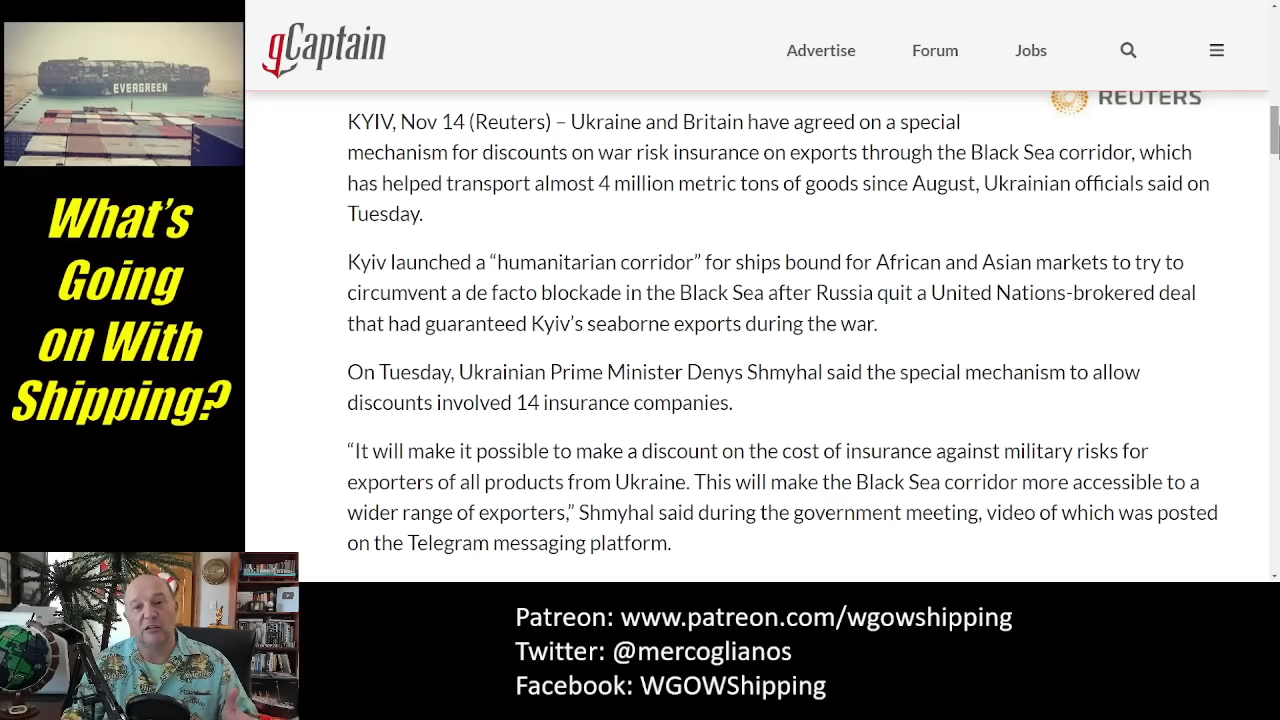 gCaptain
Advertise
Forum
Jobs
EVERGREEN
What's
Going
on With
Shipping?
REUTERS
KYIV, Nov 14 (Reuters) – Ukraine and Britain have agreed on a special
mechanism for discounts on war risk insurance on exports through the Black Sea corridor, which
has helped transport almost 4 million metric tons of goods since August, Ukrainian officials said on
Tuesday.
Kyiv launched a “humanitarian corridor” for ships bound for African and Asian markets to try to
circumvent a de facto blockade in the Black Sea after Russia quit a United Nations-brokered deal
that had guaranteed Kyiv’s seaborne exports during the war.
On Tuesday, Ukrainian Prime Minister Denys Shmyhal said the special mechanism to allow
discounts involved 14 insurance companies.
“It will make it possible to make a discount on the cost of insurance against military risks for
exporters of all products from Ukraine. This will make the Black Sea corridor more accessible to a
wider range of exporters,” Shmyhal said during the government meeting, video of which was posted
on the Telegram messaging platform.
Patreon: www.patreon.com/wgowshipping
Twitter: @mercoglianos
Facebook: WGOWShipping